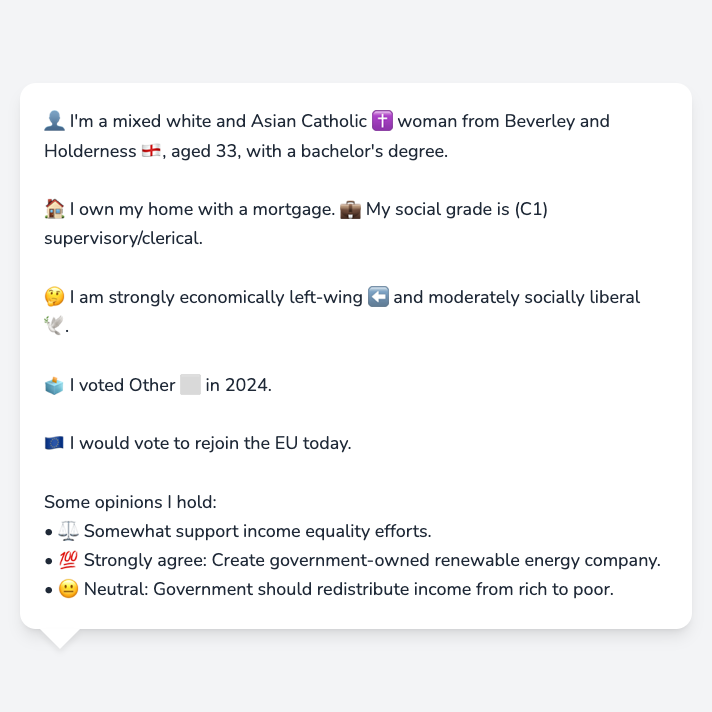 👤 I'm a mixed white and Asian Catholic ✝️ woman from Beverley and
Holderness 🏴󠁧󠁢󠁥󠁮󠁧󠁿, aged 33, with a bachelor's degree.
🏠 I own my home with a mortgage. 💼 My social grade is (C1)
supervisory/clerical.
🤔 I am strongly economically left-wing ⬅️ and moderately socially liberal
🕊️.
🗳️ I voted Other ⬜ in 2024.
🇪🇺 I would vote to rejoin the EU today.
Some opinions I hold:
• ⚖️ Somewhat support income equality efforts.
• 💯 Strongly agree: Create government-owned renewable energy company.
• 😐 Neutral: Government should redistribute income from rich to poor.